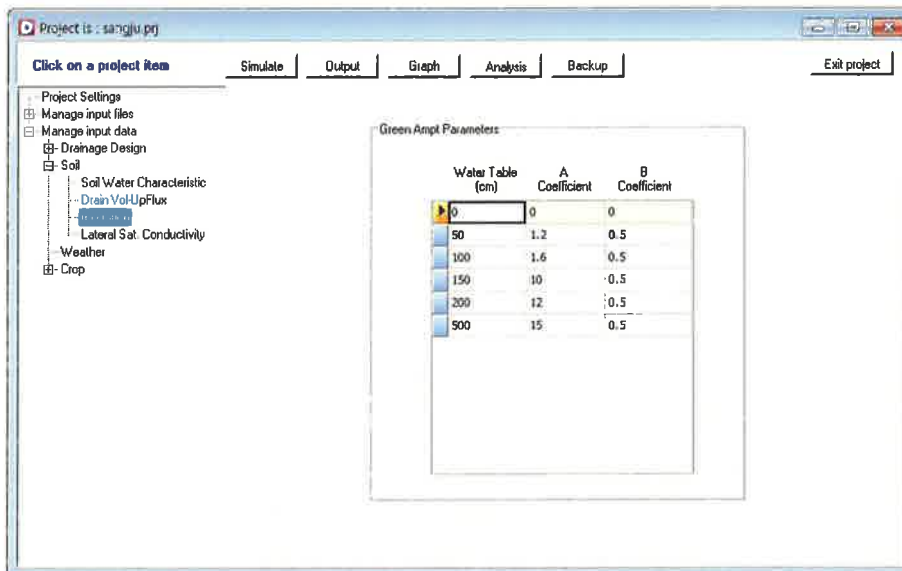 Project is : sangju.prj
Click on a project item
Simulate Output Graph Analysis Backup Exit project
Project Settings
Manage input files
Manage input data
Drainage Design
Soil
Soil Water Characteristic
Drain Vol-UpFlux
Lateral Sat. Conductivity
Weather
Crop
Green Ampt Parameters
Water Table (cm) A Coefficient B Coefficient
0 0 0
50 1.2 0.5
100 1.6 0.5
150 10 0.5
200 12 0.5
500 15 0.5